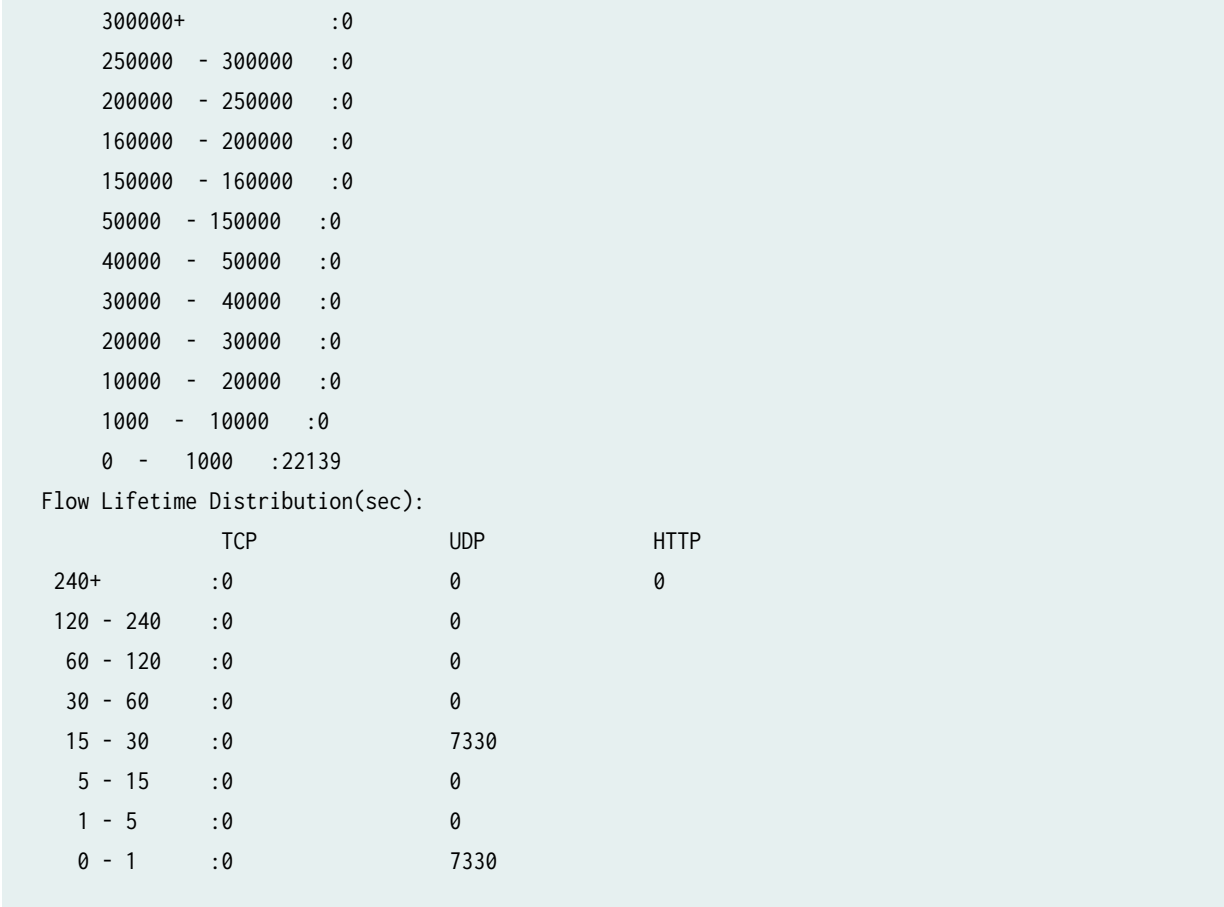 300000+ :0
250000 - 300000 :0
200000 - 250000 :0
160000 - 200000 :0
150000 - 160000 :0
50000 - 150000 :0
40000 - 50000 :0
30000 - 40000 :0
20000 - 30000 :0
10000 - 20000 :0
1000 - 10000 :0
0 - 1000 :22139
Flow Lifetime Distribution(sec):
TCP UDP HTTP
240+ :0 0 0
120 - 240 :0 0
60 - 120 :0 0
30 - 60 :0 0
15 - 30 :0 7330
5 - 15 :0 0
1 - 5 :0 0
0 - 1 :0 7330